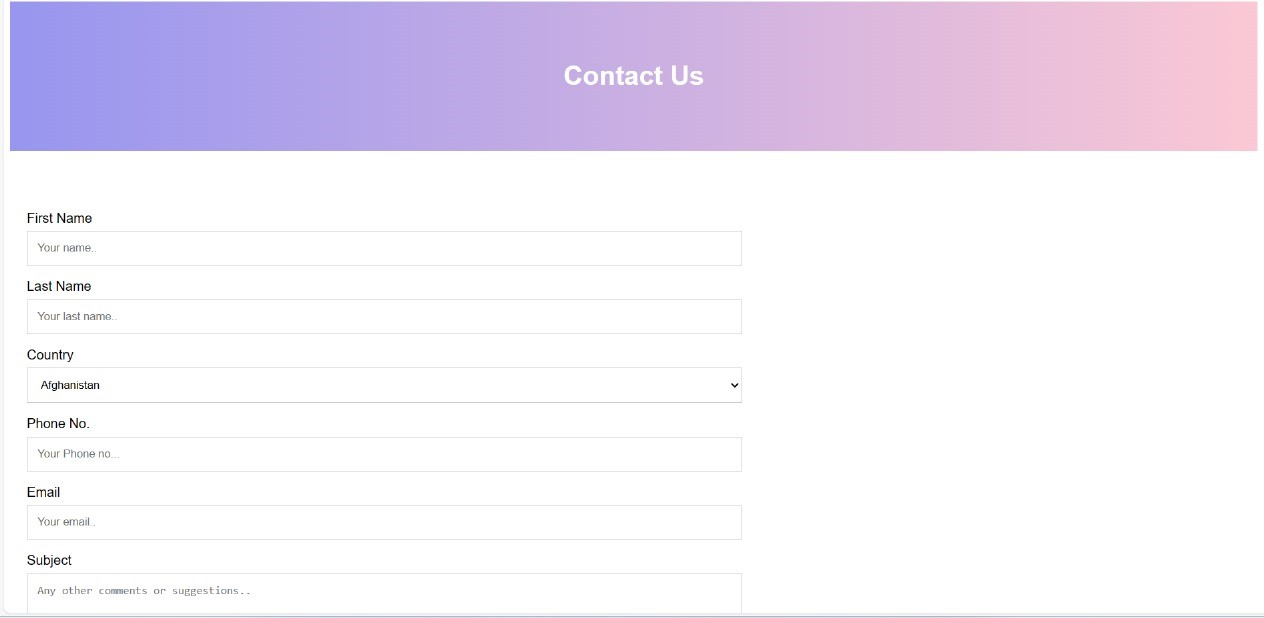 Contact Us
First Name
Your name..
Last Name
Your last name..
Country
Afghanistan
Phone No.
Your Phone no...
Email
Your email..
Subject
Any other comments or suggestions..